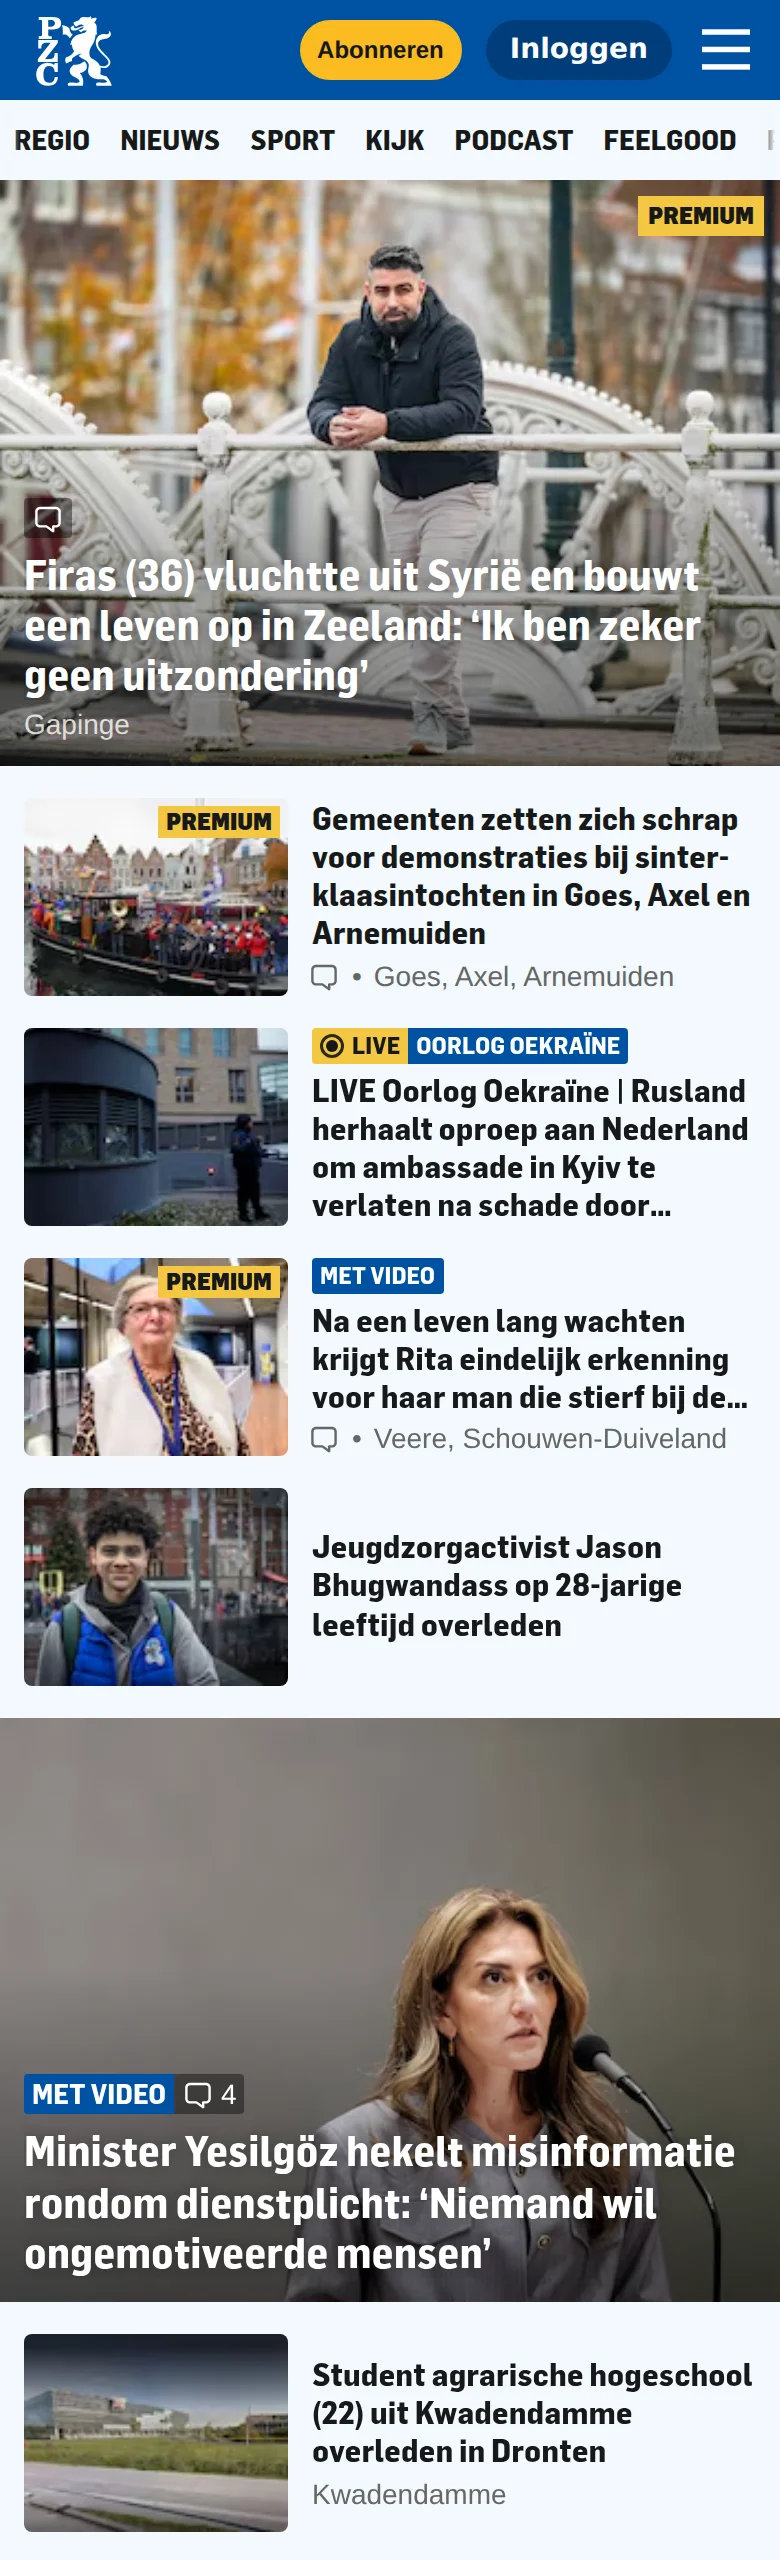 PZC
Abonneren
Inloggen
REGIO NIEUWS SPORT KIJK PODCAST FEELGOOD
PREMIUM
Firas (36) vluchtte uit Syrië en bouwt
een leven op in Zeeland: ‘Ik ben zeker
geen uitzondering’
Gapinge
PREMIUM
Gemeenten zetten zich schrap
voor demonstraties bij sinter-
klaasintochten in Goes, Axel en
Arnemuiden
• Goes, Axel, Arnemuiden
LIVE OORLOG OEKRAÏNE
LIVE Oorlog Oekraïne | Rusland
herhaalt oproep aan Nederland
om ambassade in Kyiv te
verlaten na schade door...
PREMIUM
MET VIDEO
Na een leven lang wachten
krijgt Rita eindelijk erkenning
voor haar man die stierf bij de...
• Veere, Schouwen-Duiveland
Jeugdzorgactivist Jason
Bhugwandass op 28-jarige
leeftijd overleden
MET VIDEO 4
Minister Yesilgöz hekelt misinformatie
rondom dienstplicht: ‘Niemand wil
ongemotiveerde mensen’
Student agrarische hogeschool
(22) uit Kwadendamme
overleden in Dronten
Kwadendamme